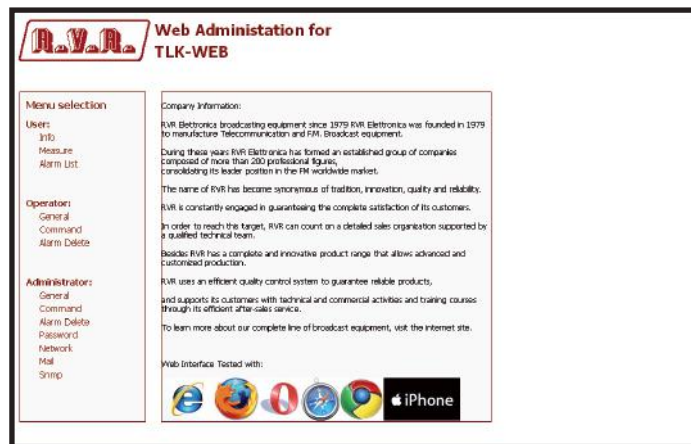 R.V.R.
Web Administation for
TLK-WEB
Menu selection
User:
Info
Measure
Alarm List
Operator:
General
Command
Alarm Delete
Administrator:
General
Command
Alarm Delete
Password
Network
Mail
Snmp
Company Information:
RVR Elettronica broadcasting equipment since 1979 RVR Elettronica was founded in 1979
to manufacture Telecommunication and F.M. Broadcast equipment.
During these years RVR Elettronica has formed an established group of companies
composed of more than 200 professional figures,
consolidating its leader position in the FM worldwide market.
The name of RVR has become synonymous of tradition, innovation, quality and reliability.
RVR is constantly engaged in guaranteeing the complete satisfaction of its customers.
In order to reach this target, RVR can count on a detailed sales organization supported by
a qualified technical team.
Besides RVR has a complete and innovative product range that allows advanced and
customized production.
RVR uses an efficient quality control system to guarantee reliable products,
and supports its customers with technical and commercial activities and training courses
through its efficient after-sales service.
To learn more about our complete line of broadcast equipment, visit the internet site.
Web Interface Tested with:
iPhone